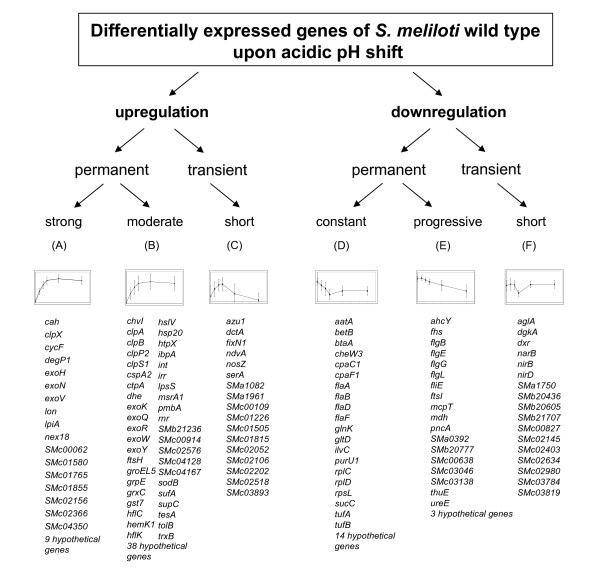 Differentially expressed genes of S. meliloti wild type
upon acidic pH shift
upregulation
downregulation
permanent
transient
permanent
transient
strong
moderate
short
constant
progressive
short
(A)
(B)
(C)
(D)
(E)
(F)
cah
clpX
cycF
degP1
exoH
exoN
exoV
lon
lpiA
nex18
SMc00062
SMc01580
SMc01765
SMc01855
SMc02156
SMc02366
SMc04350
9 hypothetical
genes
chvI
clpA
clpB
clpP2
clpS1
cspA2
ctpA
dhe
exoK
exoQ
exoR
exoW
exoY
ftsH
groEL5
grpE
grxC
gst7
hflC
hemK1
hflK
38 hypothetical
genes
hslV
hsp20
htpX
ibpA
int
irr
lpsS
msrA1
pmbA
rnr
SMb21236
SMc00914
SMc02576
SMc04128
SMc04167
sodB
sufA
supC
tesA
tolB
trxB
azu1
dctA
fixN1
ndvA
nosZ
serA
SMa1082
SMa1961
SMc00109
SMc01226
SMc01505
SMc01815
SMc02052
SMc02106
SMc02202
SMc02518
SMc03893
aatA
betB
btaA
cheW3
cpaC1
cpaF1
flaA
flaB
flaD
flaF
glnK
gltD
ilvC
purU1
rplC
rplD
rpsL
sucC
tufA
tufB
14 hypothetical
genes
ahcY
fhs
flgB
flgE
flgG
flgL
fliE
ftsI
mcpT
mdh
pncA
SMa0392
SMb20777
SMc00638
SMc03046
SMc03138
thuE
ureE
3 hypothetical genes
aglA
dgkA
dxr
narB
nirB
nirD
SMa1750
SMb20436
SMb20605
SMb21707
SMc00827
SMc02145
SMc02403
SMc02634
SMc02980
SMc03784
SMc03819